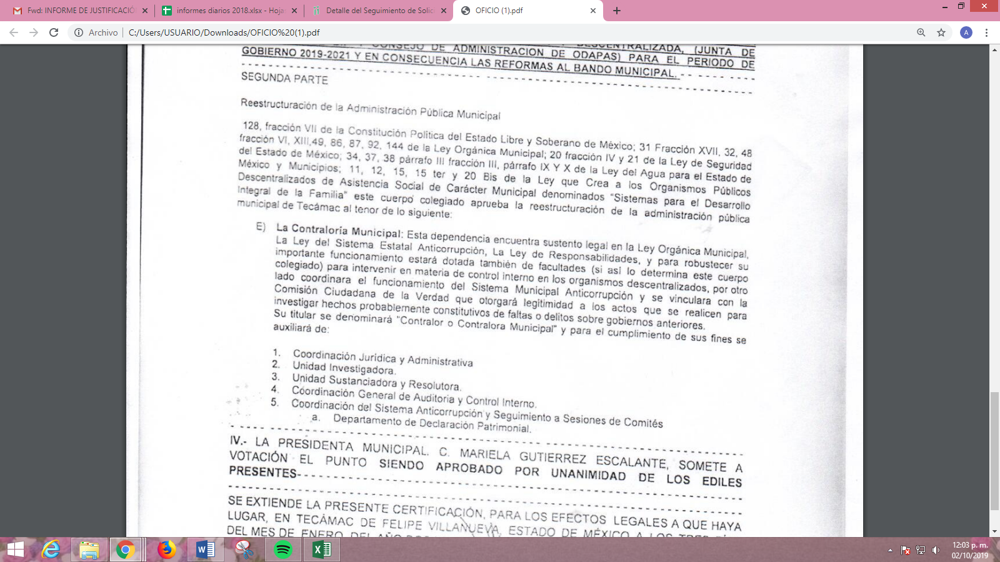 Fwd: INFORME DE JUSTIFICACIÓ
informes diarios 2018.xlsx - Hoja
Detalle del Seguimiento de Solic
OFICIO (1).pdf
Archivo
C:/Users/USUARIO/Downloads/OFICIO%20(1).pdf
A
CONSEJO DE ADMINISTRACION DE ODAPAS) PARA EL PERIODO DE
DESCENTRALIZADA, (JUNTA DE
GOBIERNO 2019-2021 Y EN CONSECUENCIA LAS REFORMAS AL BANDO MUNICIPAL.
SEGUNDA PARTE
Reestructuración de la Administración Pública Municipal
128, fracción VII de la Constitución Política del Estado Libre y Soberano de México; 31 Fracción XVII, 32, 48
fracción VI, XIII,49, 86, 87, 92, 144 de la Ley Orgánica Municipal; 20 fracción IV y 21 de la Ley de Seguridad
del Estado de México; 34, 37, 38 párrafo III fracción III, párrafo IX Y X de la Ley del Agua para el Estado de
México y Municipios; 11, 12, 15, 15 ter y 20 Bis de la Ley que Crea a los Organismos Públicos
Descentralizados de Asistencia Social de Carácter Municipal denominados "Sistemas para el Desarrollo
Integral de la Familia" este cuerpo colegiado aprueba la reestructuración de la administración pública
municipal de Tecámac al tenor de lo siguiente:
E) La Contraloría Municipal: Esta dependencia encuentra sustento legal en la Ley Orgánica Municipal,
La Ley del Sistema Estatal Anticorrupción, La Ley de Responsabilidades, y para robustecer su
importante funcionamiento estará dotada también de facultades (si así lo determina este cuerpo
colegiado) para intervenir en materia de control interno en los organismos descentralizados, por otro
lado coordinara el funcionamiento del Sistema Municipal Anticorrupción y se vinculara con la
Comisión Ciudadana de la Verdad que otorgará legitimidad a los actos que se realicen para
investigar hechos probablemente constitutivos de faltas o delitos sobre gobiernos anteriores.
Su titular se denominará "Contralor o Contralora Municipal" y para el cumplimiento de sus fines se
auxiliará de:
1. Coordinación Jurídica y Administrativa
2. Unidad Investigadora.
3. Unidad Sustanciadora y Resolutora.
4. Coordinación General de Auditoria y Control Interno.
5. Coordinación del Sistema Anticorrupción y Seguimiento a Sesiones de Comités
a. Departamento de Declaración Patrimonial.
IV.- LA PRESIDENTA MUNICIPAL. C. MARIELA GUTIERREZ ESCALANTE, SOMETE A
VOTACIÓN EL PUNTO SIENDO APROBADO POR UNANIMIDAD DE LOS EDILES
PRESENTES-
SE EXTIENDE LA PRESENTE CERTIFICACIÓN, PARA LOS EFECTOS LEGALES A QUE HAYA
LUGAR, EN TECÁMAC DE FELIPE VILLANUEVA, ESTADO DE MÉXICO A LOS TRES
DEL MES DE ENERO DEL AÑO
12:03 p. m.
02/10/2019